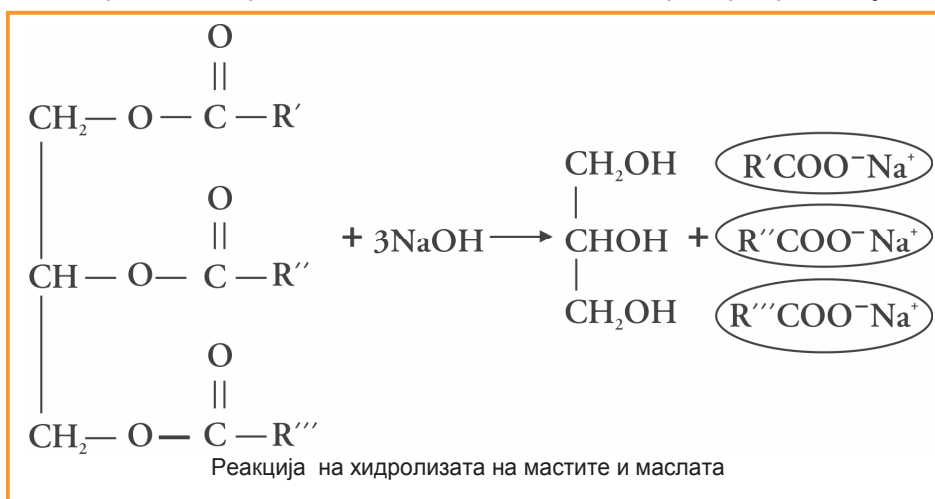 O
||
CH₂— O — C —R′
O
||
CH — O— C —R′′
O
||
CH₂— O — C —R′′′
+ 3NaOH ⟶
CH₂OH
|
CHOH
|
CH₂OH
+
R′COO⁻Na⁺
R′′COO⁻Na⁺
R′′′COO⁻Na⁺
Реакција на хидролизата на мастите и маслата